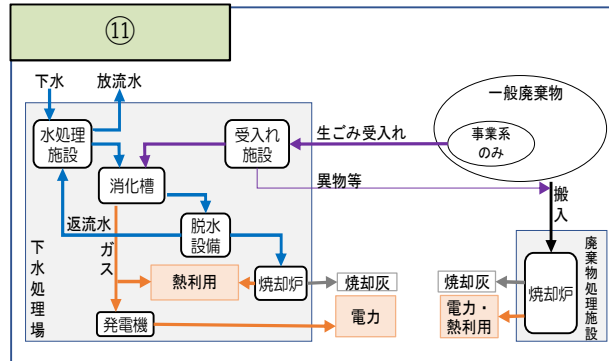 ⑪
下水
放流水
一般廃棄物
水処理
施設
受入れ
施設
生ごみ受入れ
事業系
のみ
消化槽
異物等
搬入
返流水
脱水
設備
ガス
下水処理場
熱利用
焼却炉
焼却灰
発電機
電力
焼却灰
電力・
熱利用
焼却炉
廃棄物処理施設